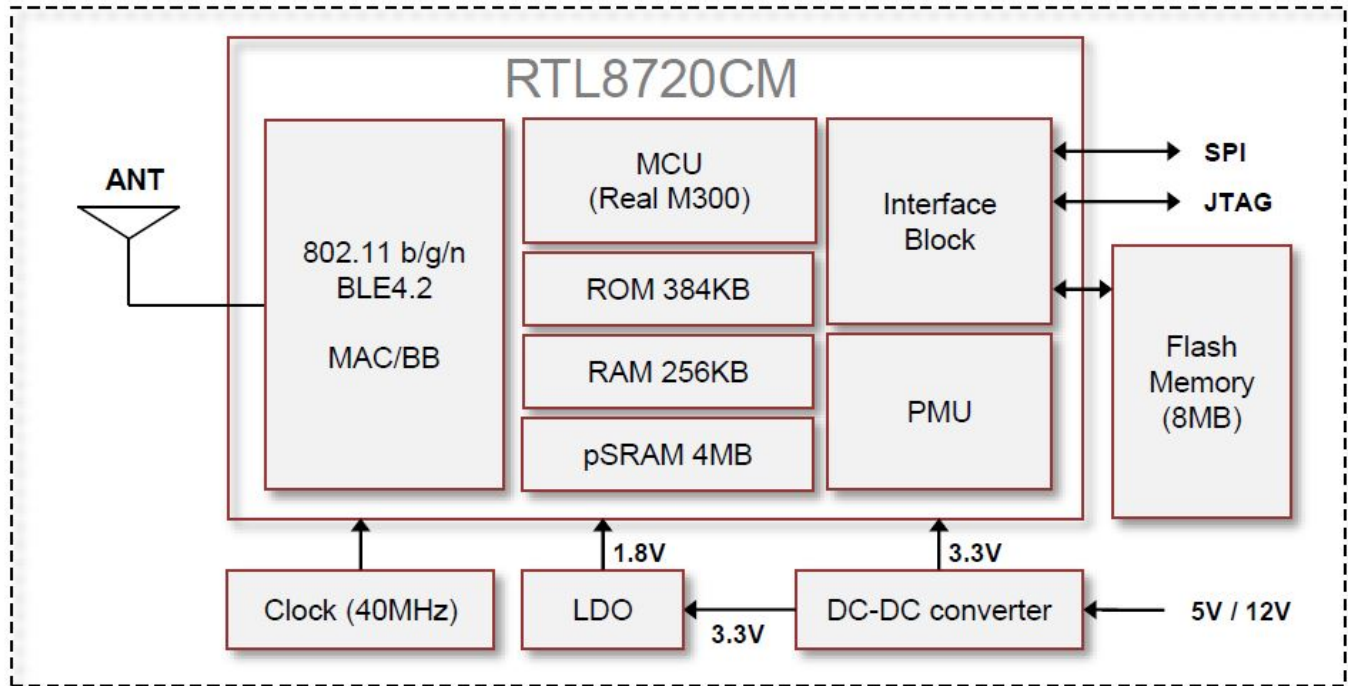 RTL8720CM
ANT
802.11 b/g/n
BLE4.2
MAC/BB
MCU
(Real M300)
ROM 384KB
RAM 256KB
pSRAM 4MB
Interface
Block
PMU
SPI
JTAG
Flash
Memory
(8MB)
1.8V
3.3V
Clock (40MHz)
LDO
3.3V
DC-DC converter
5V / 12V